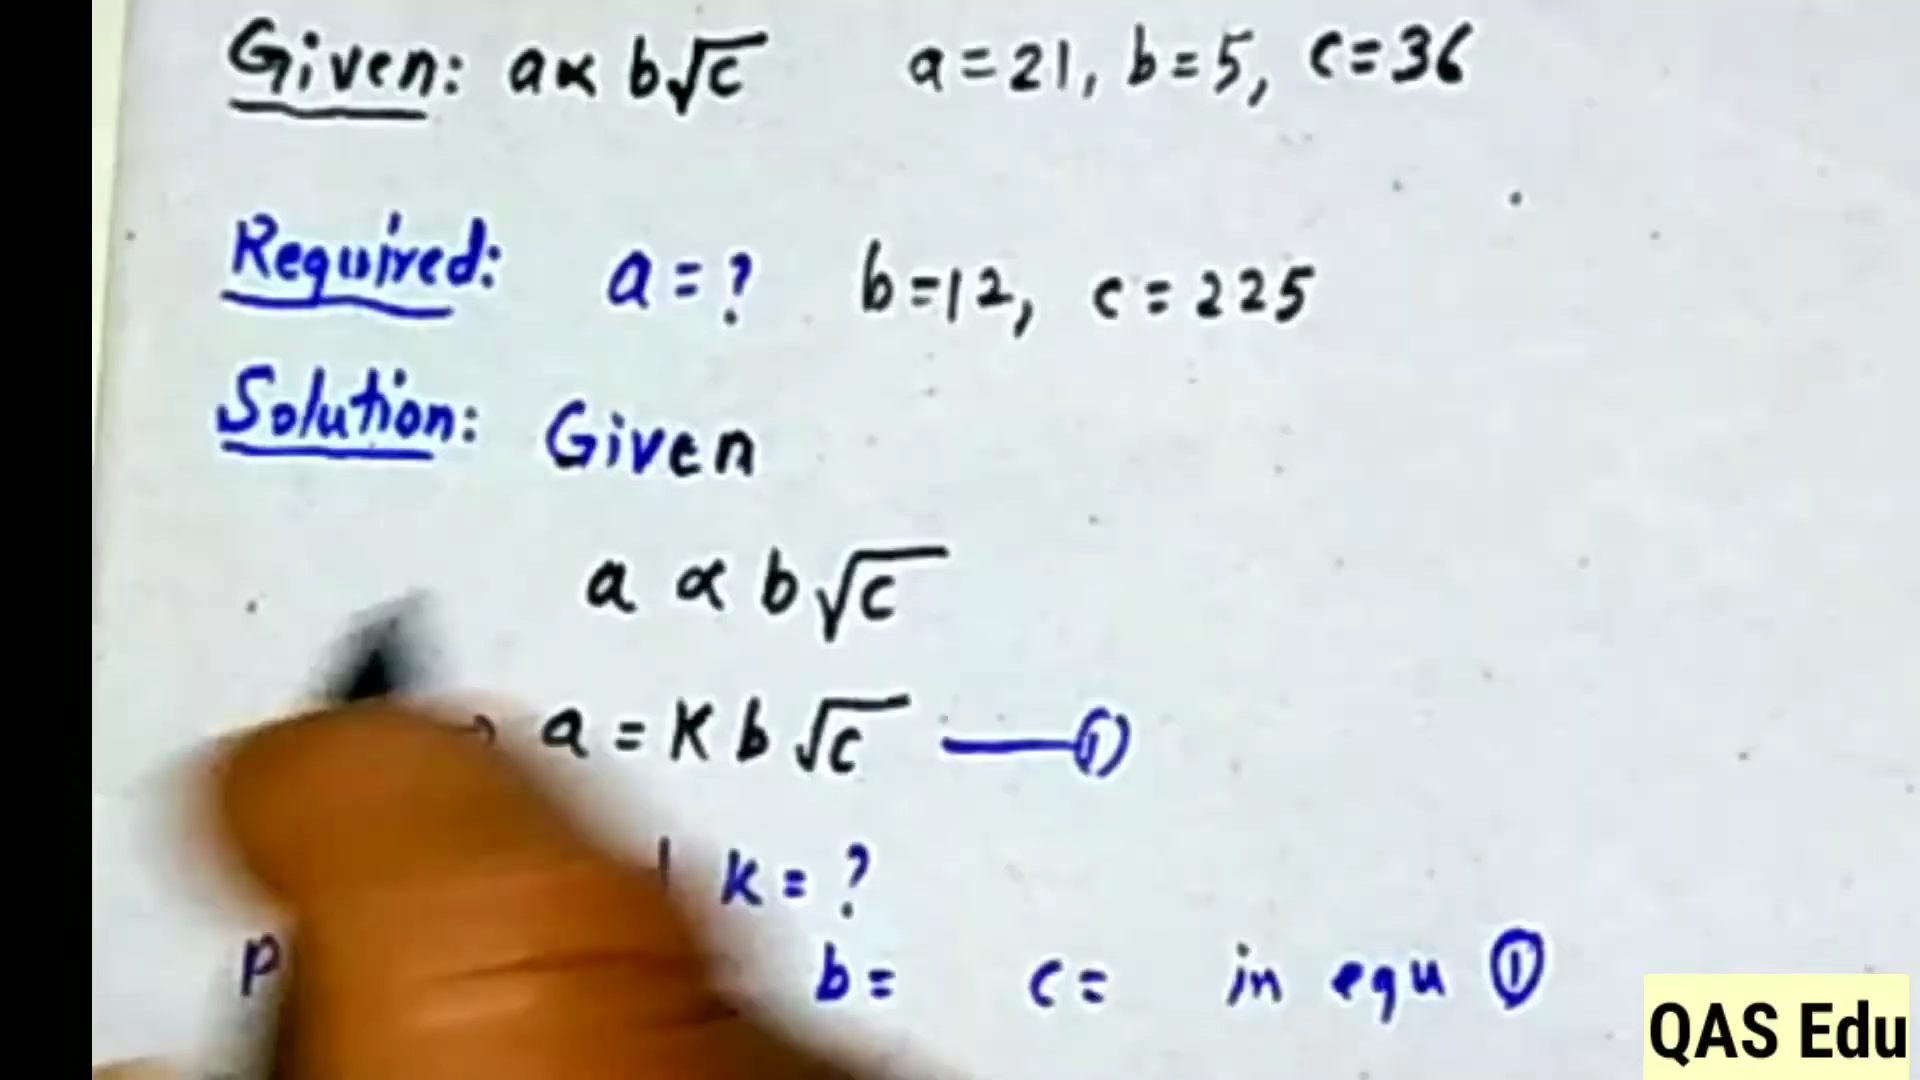 Given: a ∝ b√c a=21, b=5, c=36
Required: a=? b=12, c=225
Solution: Given
a ∝ b√c
a = K b √c —①
K=?
b= c= in equ ①
QAS Edu